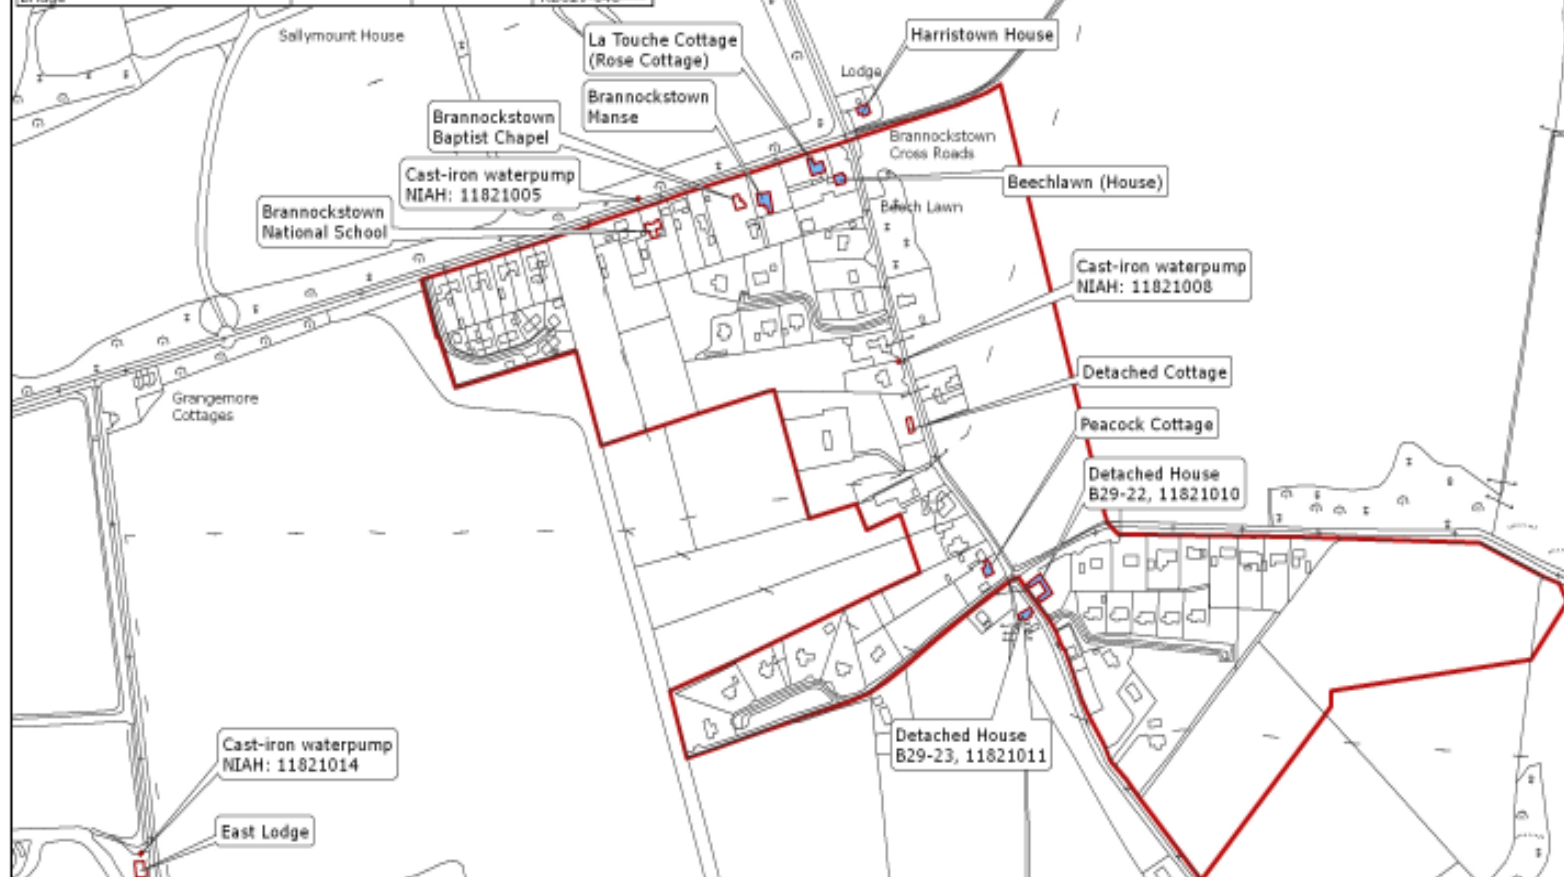 Sallymount House
La Touche Cottage
(Rose Cottage)
Harristown House
Lodge
Brannockstown
Manse
Brannockstown
Baptist Chapel
Brannockstown
Cross Roads
Cast-iron waterpump
NIAH: 11821005
Beechlawn (House)
Beech Lawn
Brannockstown
National School
Cast-iron waterpump
NIAH: 11821008
Detached Cottage
Grangemore
Cottages
Peacock Cottage
Detached House
B29-22, 11821010
Detached House
B29-23, 11821011
Cast-iron waterpump
NIAH: 11821014
East Lodge